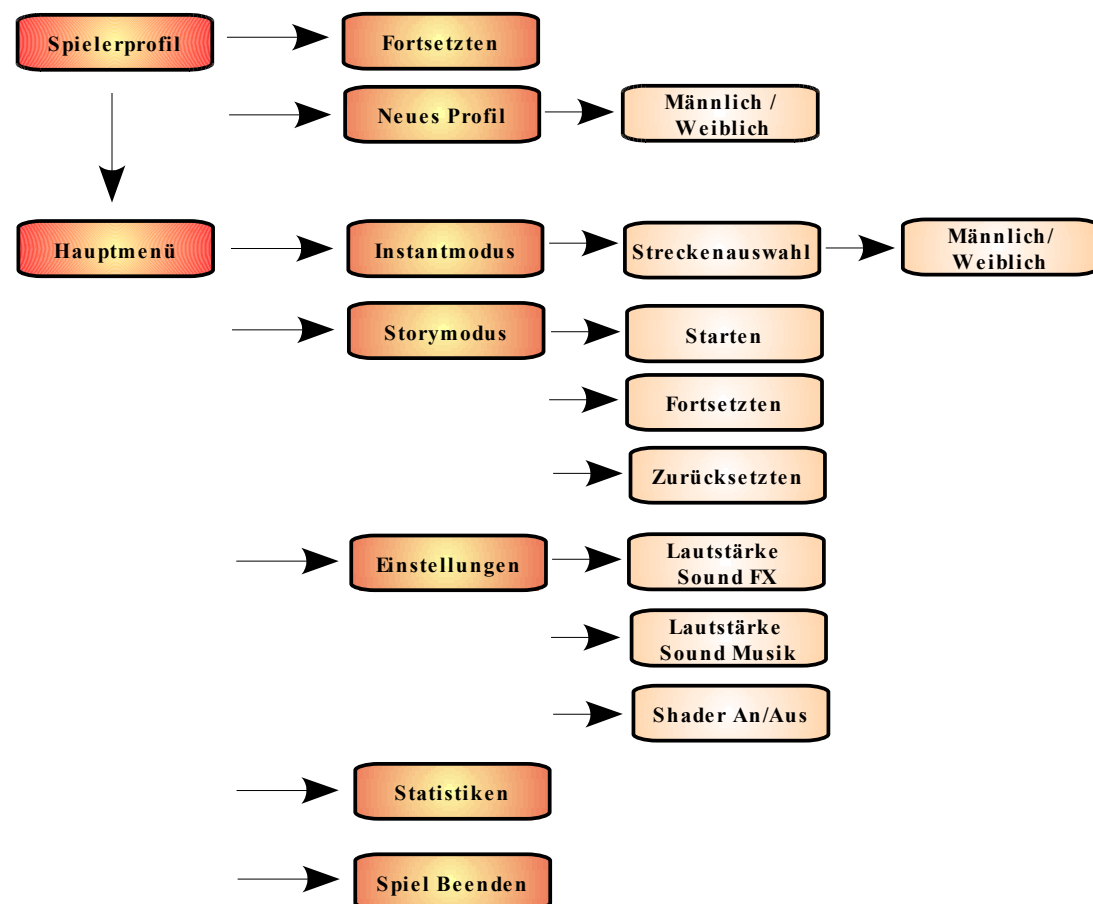 Spielerprofil
Fortsetzten
Neues Profil
Männlich /
Weiblich
Hauptmenü
Instantmodus
Streckenauswahl
Männlich/
Weiblich
Storymodus
Starten
Fortsetzten
Zurücksetzten
Einstellungen
Lautstärke
Sound FX
Lautstärke
Sound Musik
Shader An/Aus
Statistiken
Spiel Beenden